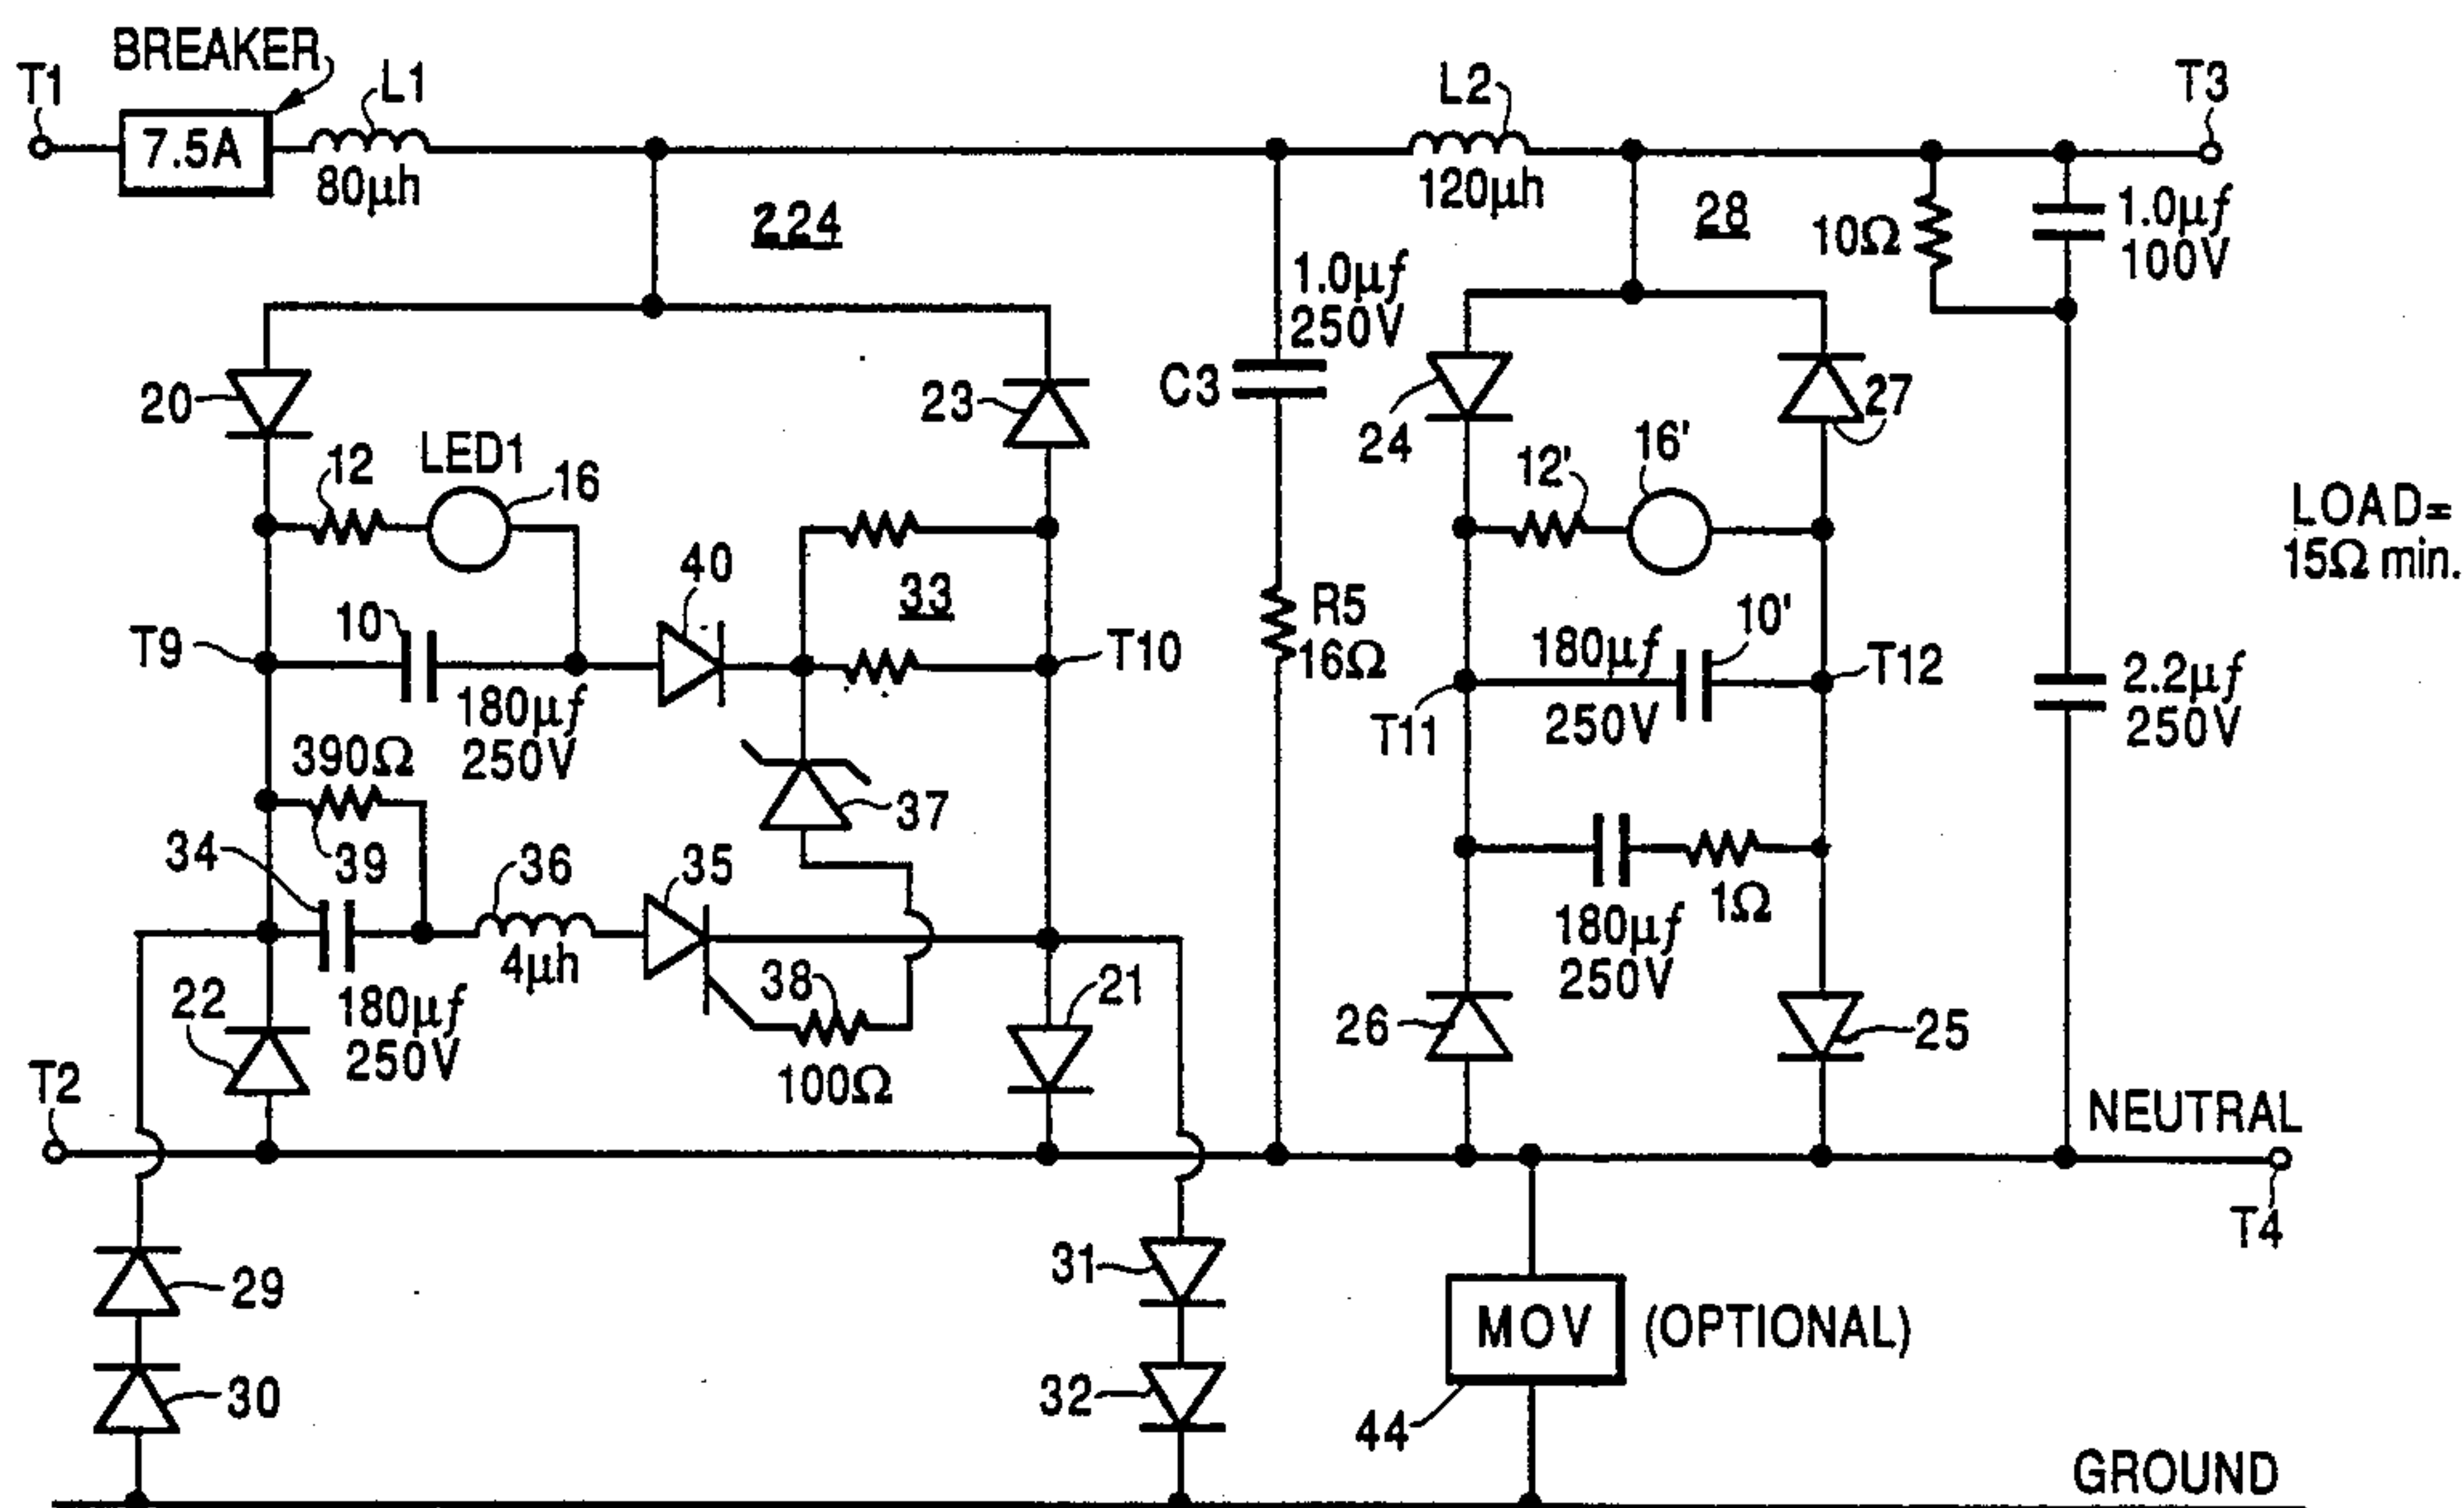 BREAKER
T1
L1
7.5A
80µh
224
L2
120µh
28
T3
10Ω
1.0µf
100V
1.0µf
250V
C3
20
23
24
27
12
LED1
16
12'
16'
LOAD=
15Ω min.
40
33
R5
16Ω
10
T9
T10
180µf
250V
180µf
250V
10'
T11
T12
2.2µf
250V
390Ω
37
39
34
36
35
4µh
38
100Ω
180µf
250V
22
21
180µf
250V
1Ω
26
25
T2
NEUTRAL
T4
29
30
31
32
MOV
(OPTIONAL)
44
GROUND